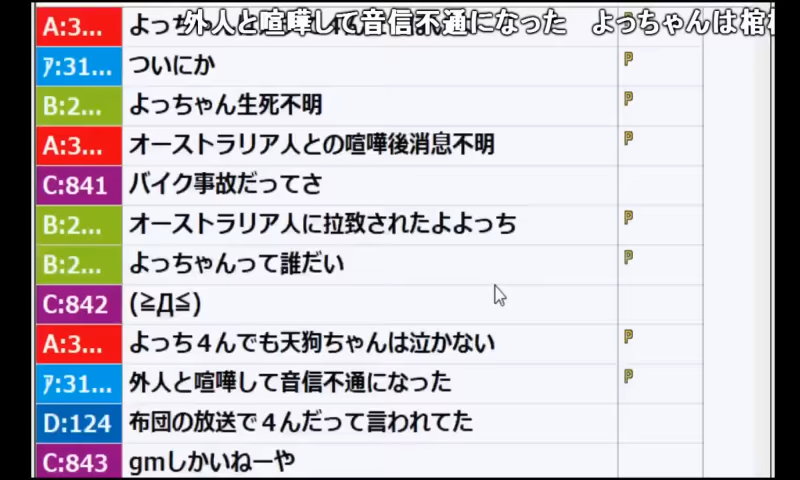 外人と喧嘩して音信不通になった　よっちゃんは棺
A:3... よっ
ｱ:31... ついにか P
B:2... よっちゃん生死不明 P
A:3... オーストラリア人との喧嘩後消息不明 P
C:841 バイク事故だってさ
B:2... オーストラリア人に拉致されたよよっち P
B:2... よっちゃんって誰だい P
C:842 (≧Д≦)
A:3... よっち４んでも天狗ちゃんは泣かない P
ｱ:31... 外人と喧嘩して音信不通になった P
D:124 布団の放送で４んだって言われてた
C:843 gmしかいねーや